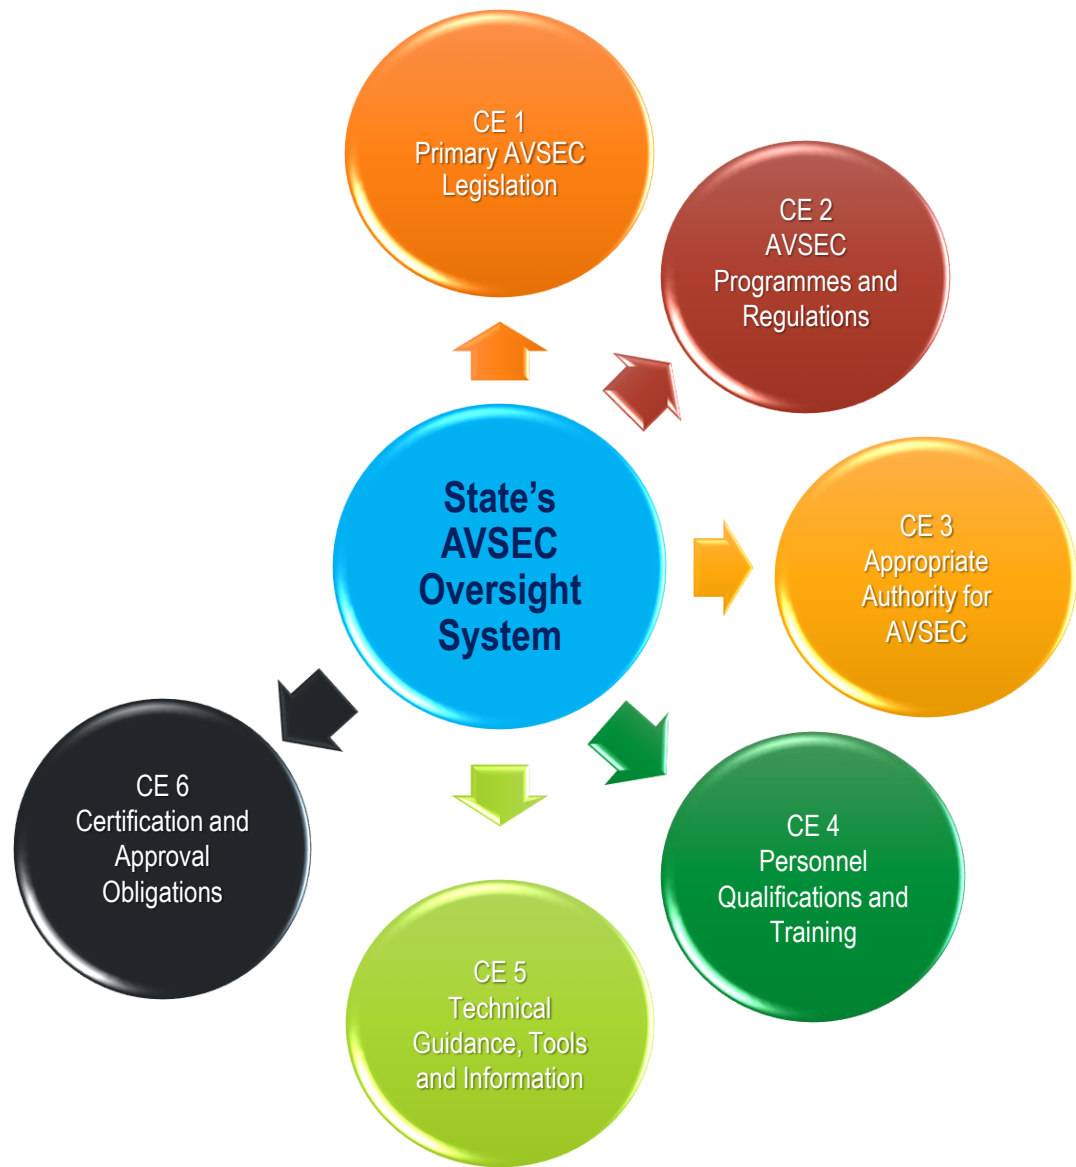 CE 1
Primary AVSEC
Legislation
CE 2
AVSEC
Programmes and
Regulations
State’s
AVSEC
Oversight
System
CE 3
Appropriate
Authority for
AVSEC
CE 6
Certification and
Approval
Obligations
CE 4
Personnel
Qualifications and
Training
CE 5
Technical
Guidance, Tools
and Information